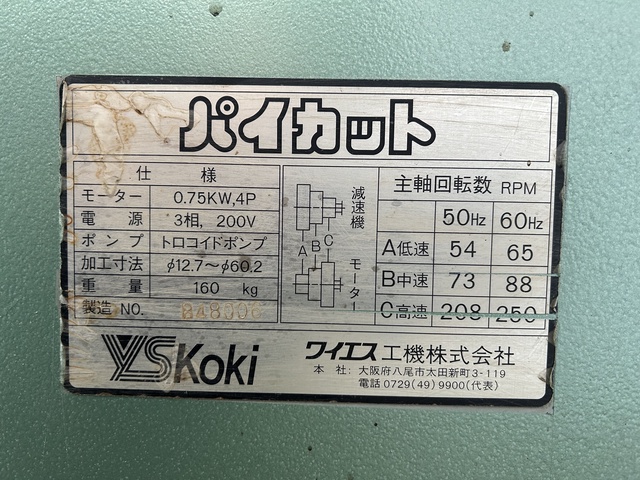 パイカット
仕 様
モーター 0.75KW,4P
電 源 3相, 200V
ポンプ トロコイドポンプ
加工寸法 φ12.7〜φ60.2
重 量 160 kg
製造 NO.
減速機
A B C
モーター
主軸回転数 RPM
50Hz 60Hz
A低速 54 65
B中速 73 88
C高速 208 250
YSKoki
ワイエス工機株式会社
本 社: 大阪府八尾市太田新町3-119
電話 0729(49)9900(代表)